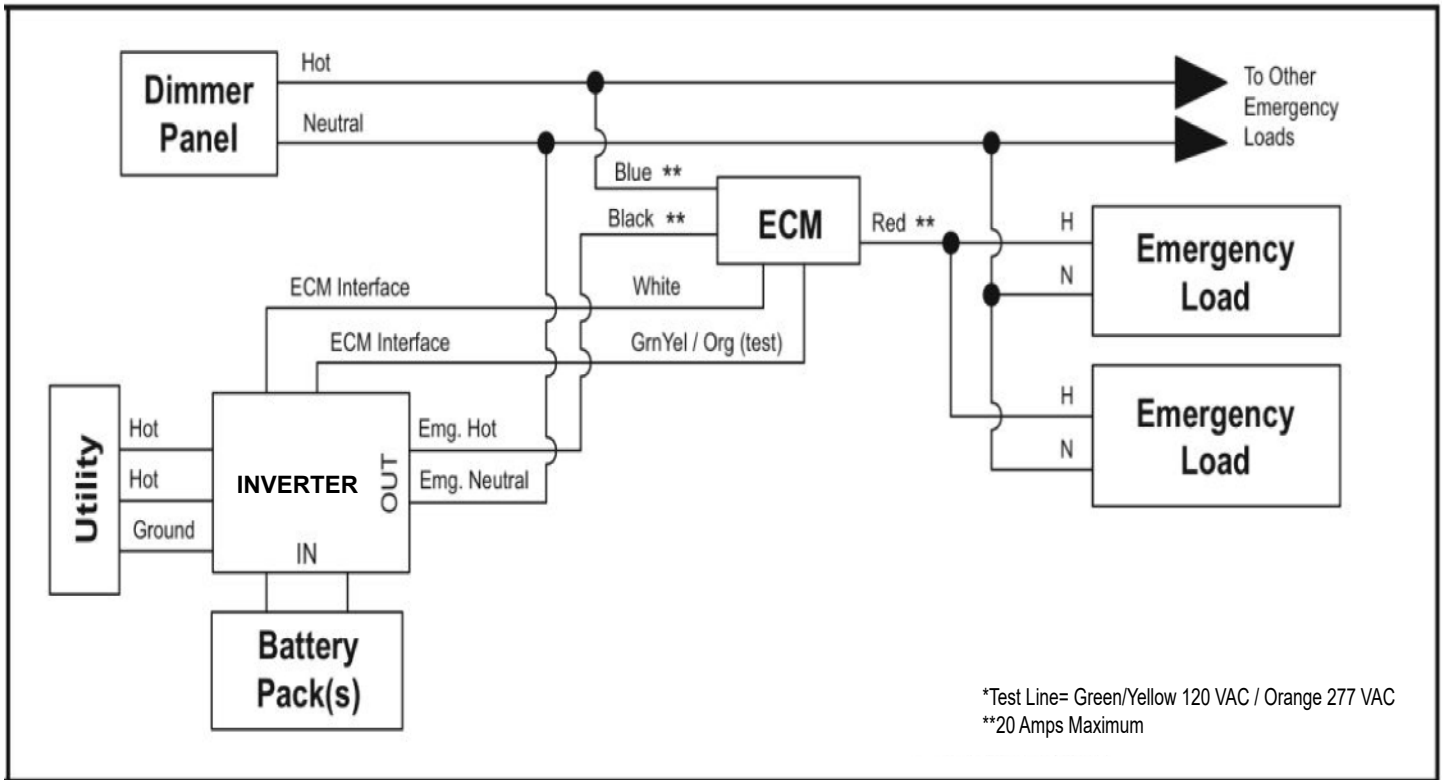 Dimmer
Panel
Hot
Neutral
To Other
Emergency
Loads
Blue **
Black **
ECM
Red **
H
N
Emergency
Load
ECM Interface
White
ECM Interface
GrnYel / Org (test)
H
N
Emergency
Load
Utility
Hot
Hot
Ground
INVERTER
OUT
IN
Emg. Hot
Emg. Neutral
Battery
Pack(s)
*Test Line= Green/Yellow 120 VAC / Orange 277 VAC
**20 Amps Maximum